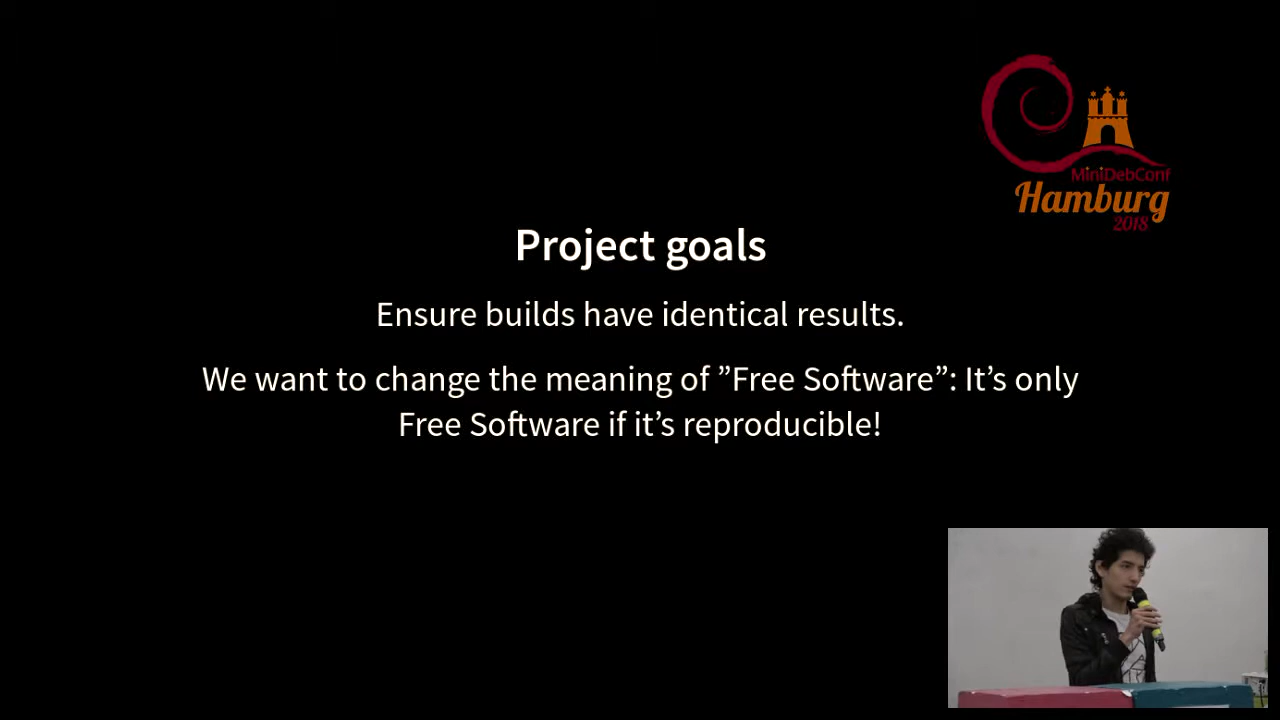 MiniDebConf
Hamburg
2018
Project goals
Ensure builds have identical results.
We want to change the meaning of ”Free Software”: It’s only
Free Software if it’s reproducible!